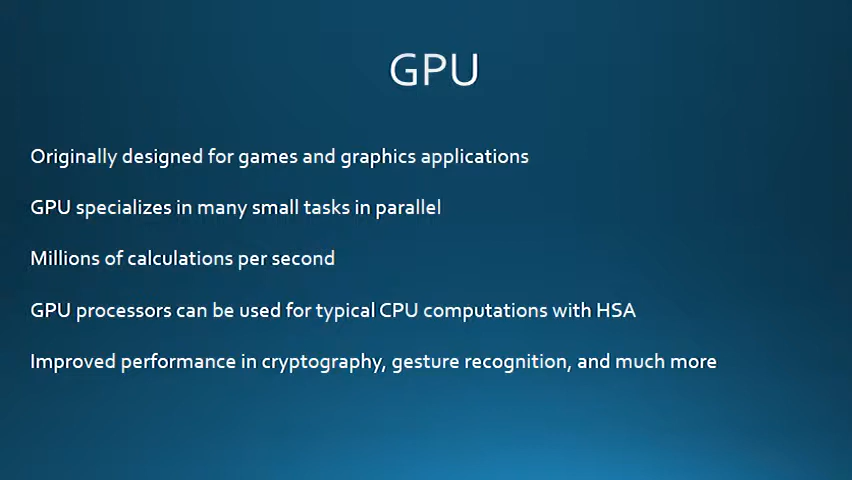 GPU
Originally designed for games and graphics applications
GPU specializes in many small tasks in parallel
Millions of calculations per second
GPU processors can be used for typical CPU computations with HSA
Improved performance in cryptography, gesture recognition, and much more